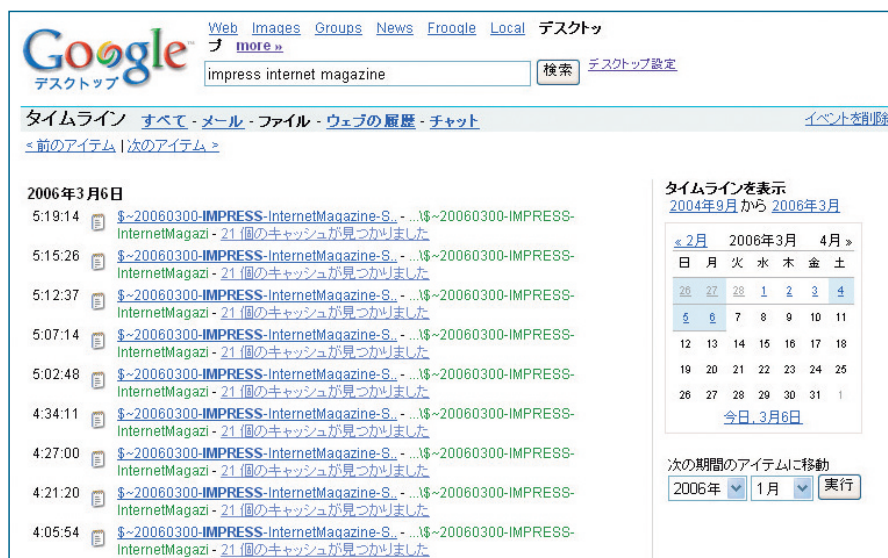 Web Images Groups News Froogle Local デスクトッ
プ more »
Google™
デスクトップ
impress internet magazine 検索 デスクトップ設定
タイムライン すべて - メール - ファイル - ウェブの履歴 - チャット イベントを削除
< 前のアイテム | 次のアイテム >
2006年3月6日
5:19:14 $~20060300-IMPRESS-InternetMagazine-S.. - ...\$~20060300-IMPRESS-
InternetMagazi - 21 個のキャッシュが見つかりました
5:15:26 $~20060300-IMPRESS-InternetMagazine-S.. - ...\$~20060300-IMPRESS-
InternetMagazi - 21 個のキャッシュが見つかりました
5:12:37 $~20060300-IMPRESS-InternetMagazine-S.. - ...\$~20060300-IMPRESS-
InternetMagazi - 21 個のキャッシュが見つかりました
5:07:14 $~20060300-IMPRESS-InternetMagazine-S.. - ...\$~20060300-IMPRESS-
InternetMagazi - 21 個のキャッシュが見つかりました
5:02:48 $~20060300-IMPRESS-InternetMagazine-S.. - ...\$~20060300-IMPRESS-
InternetMagazi - 21 個のキャッシュが見つかりました
4:34:11 $~20060300-IMPRESS-InternetMagazine-S.. - ...\$~20060300-IMPRESS-
InternetMagazi - 21 個のキャッシュが見つかりました
4:27:00 $~20060300-IMPRESS-InternetMagazine-S.. - ...\$~20060300-IMPRESS-
InternetMagazi - 21 個のキャッシュが見つかりました
4:21:20 $~20060300-IMPRESS-InternetMagazine-S.. - ...\$~20060300-IMPRESS-
InternetMagazi - 21 個のキャッシュが見つかりました
4:05:54 $~20060300-IMPRESS-InternetMagazine-S.. - ...\$~20060300-IMPRESS-
InternetMagazi - 21 個のキャッシュが見つかりました
タイムラインを表示
2004年9月 から 2006年3月
« 2月 2006年3月 4月 »
日 月 火 水 木 金 土
26 27 28 1 2 3 4
5 6 7 8 9 10 11
12 13 14 15 16 17 18
19 20 21 22 23 24 25
26 27 28 29 30 31 1
今日, 3月6日
次の期間のアイテムに移動
2006年 1月 実行